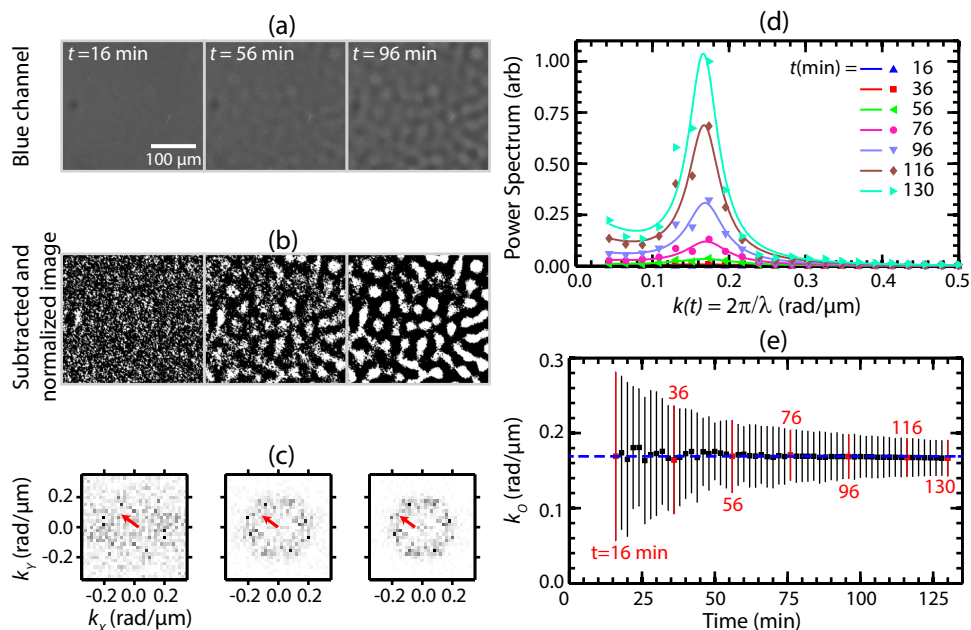 (a)
Blue channel
t = 16 min
t = 56 min
t = 96 min
100 μm
(b)
Subtracted and
normalized image
(c)
k_Y (rad/μm)
0.2
0.0
-0.2
-0.2 0.0 0.2
-0.2 0.0 0.2
-0.2 0.0 0.2
k_X (rad/μm)
(d)
Power Spectrum (arb)
1.00
0.75
0.50
0.25
0.00
t(min) =
16
36
56
76
96
116
130
0 0.1 0.2 0.3 0.4 0.5
k(t) = 2π/λ (rad/μm)
(e)
k_O (rad/μm)
0.3
0.2
0.1
0.0
t=16 min
36
56
76
96
116
130
0 25 50 75 100 125
Time (min)